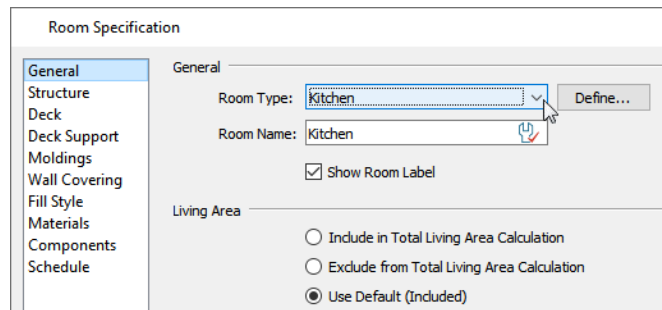 Room Specification
General
Structure
Deck
Deck Support
Moldings
Wall Covering
Fill Style
Materials
Components
Schedule
General
Room Type: Kitchen Define...
Room Name: Kitchen
Show Room Label
Living Area
Include in Total Living Area Calculation
Exclude from Total Living Area Calculation
Use Default (Included)